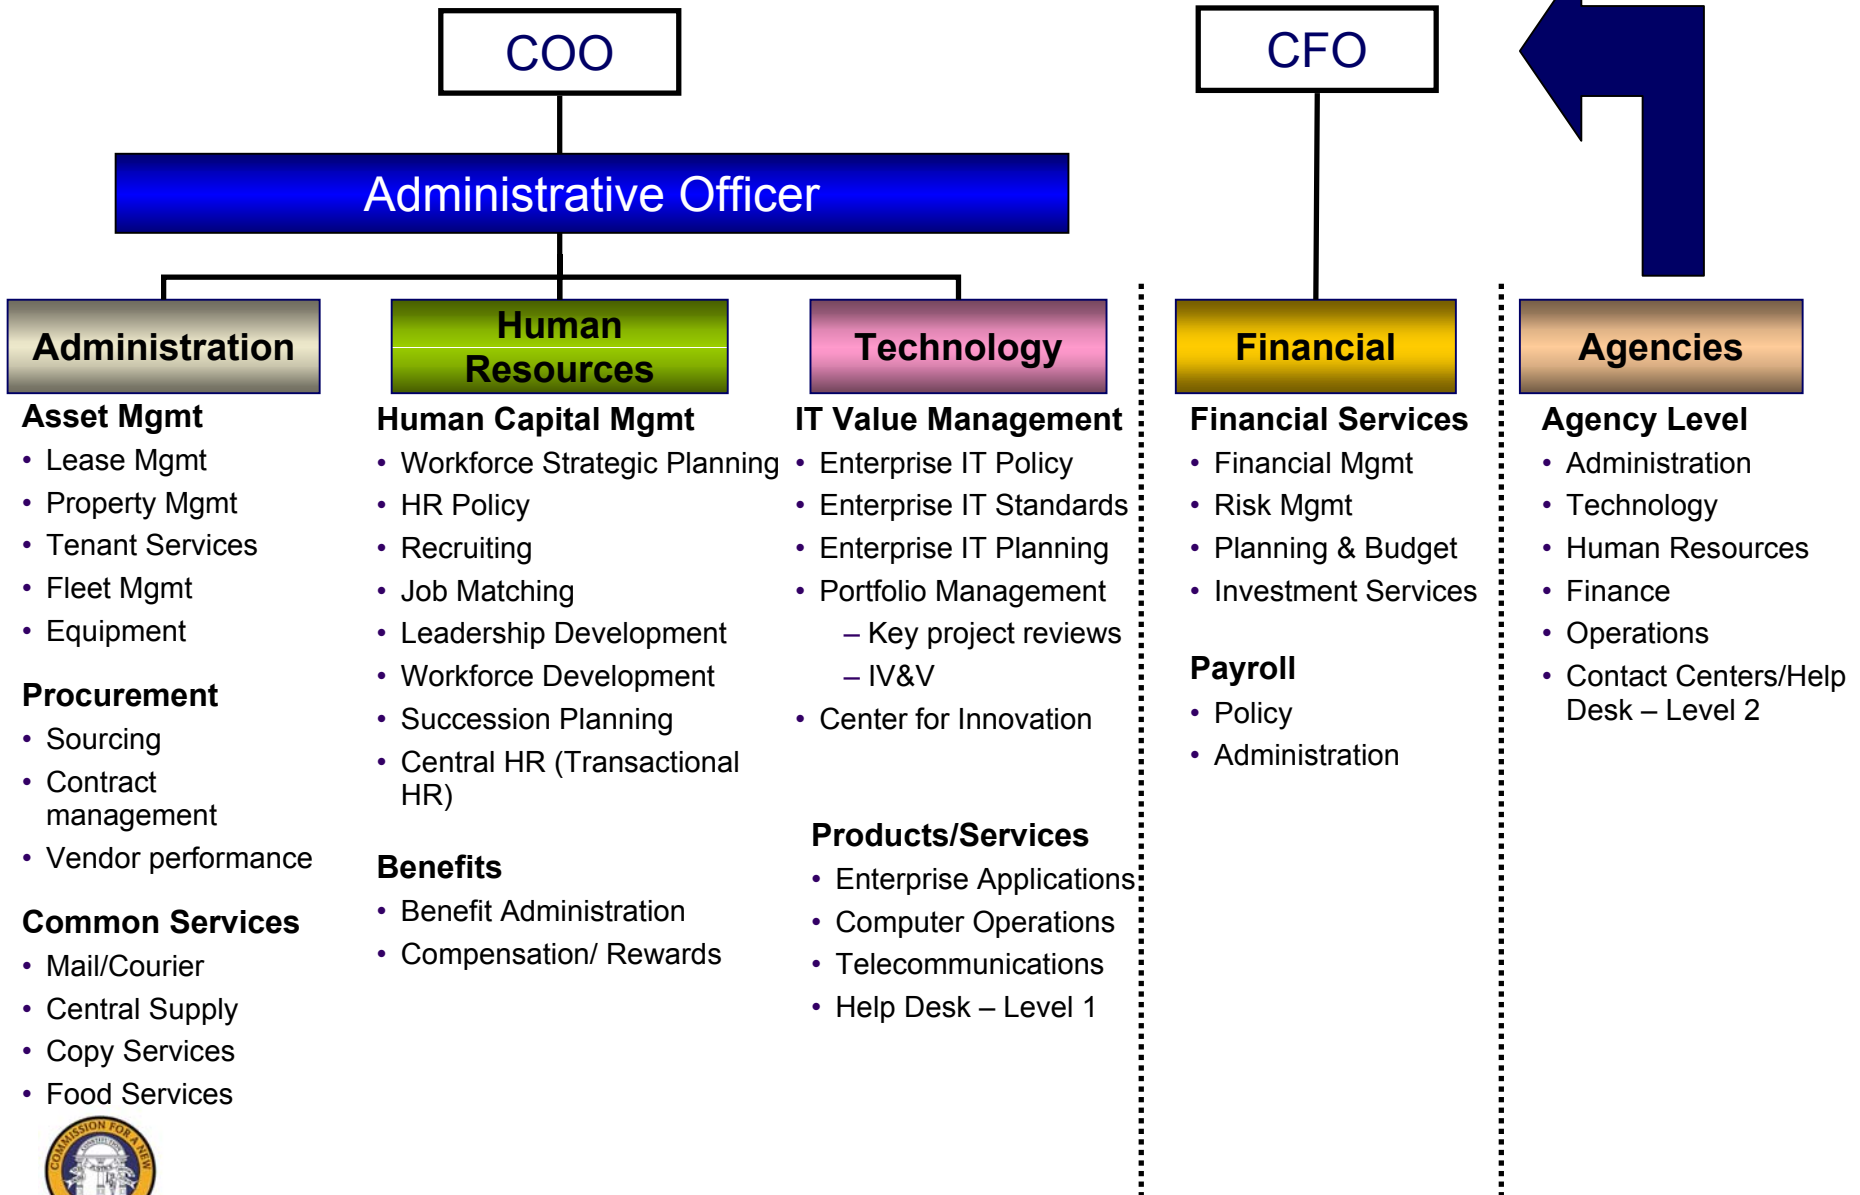 COO
CFO
Administrative Officer
Administration
Human
Resources
Technology
Financial
Agencies
Asset Mgmt
• Lease Mgmt
• Property Mgmt
• Tenant Services
• Fleet Mgmt
• Equipment
Procurement
• Sourcing
• Contract
management
• Vendor performance
Common Services
• Mail/Courier
• Central Supply
• Copy Services
• Food Services
Human Capital Mgmt
• Workforce Strategic Planning
• HR Policy
• Recruiting
• Job Matching
• Leadership Development
• Workforce Development
• Succession Planning
• Central HR (Transactional
HR)
Benefits
• Benefit Administration
• Compensation/ Rewards
IT Value Management
• Enterprise IT Policy
• Enterprise IT Standards
• Enterprise IT Planning
• Portfolio Management
– Key project reviews
– IV&V
• Center for Innovation
Products/Services
• Enterprise Applications
• Computer Operations
• Telecommunications
• Help Desk – Level 1
Financial Services
• Financial Mgmt
• Risk Mgmt
• Planning & Budget
• Investment Services
Payroll
• Policy
• Administration
Agency Level
• Administration
• Technology
• Human Resources
• Finance
• Operations
• Contact Centers/Help
Desk – Level 2
COMMISSION FOR A NEW
CONSTITUTION